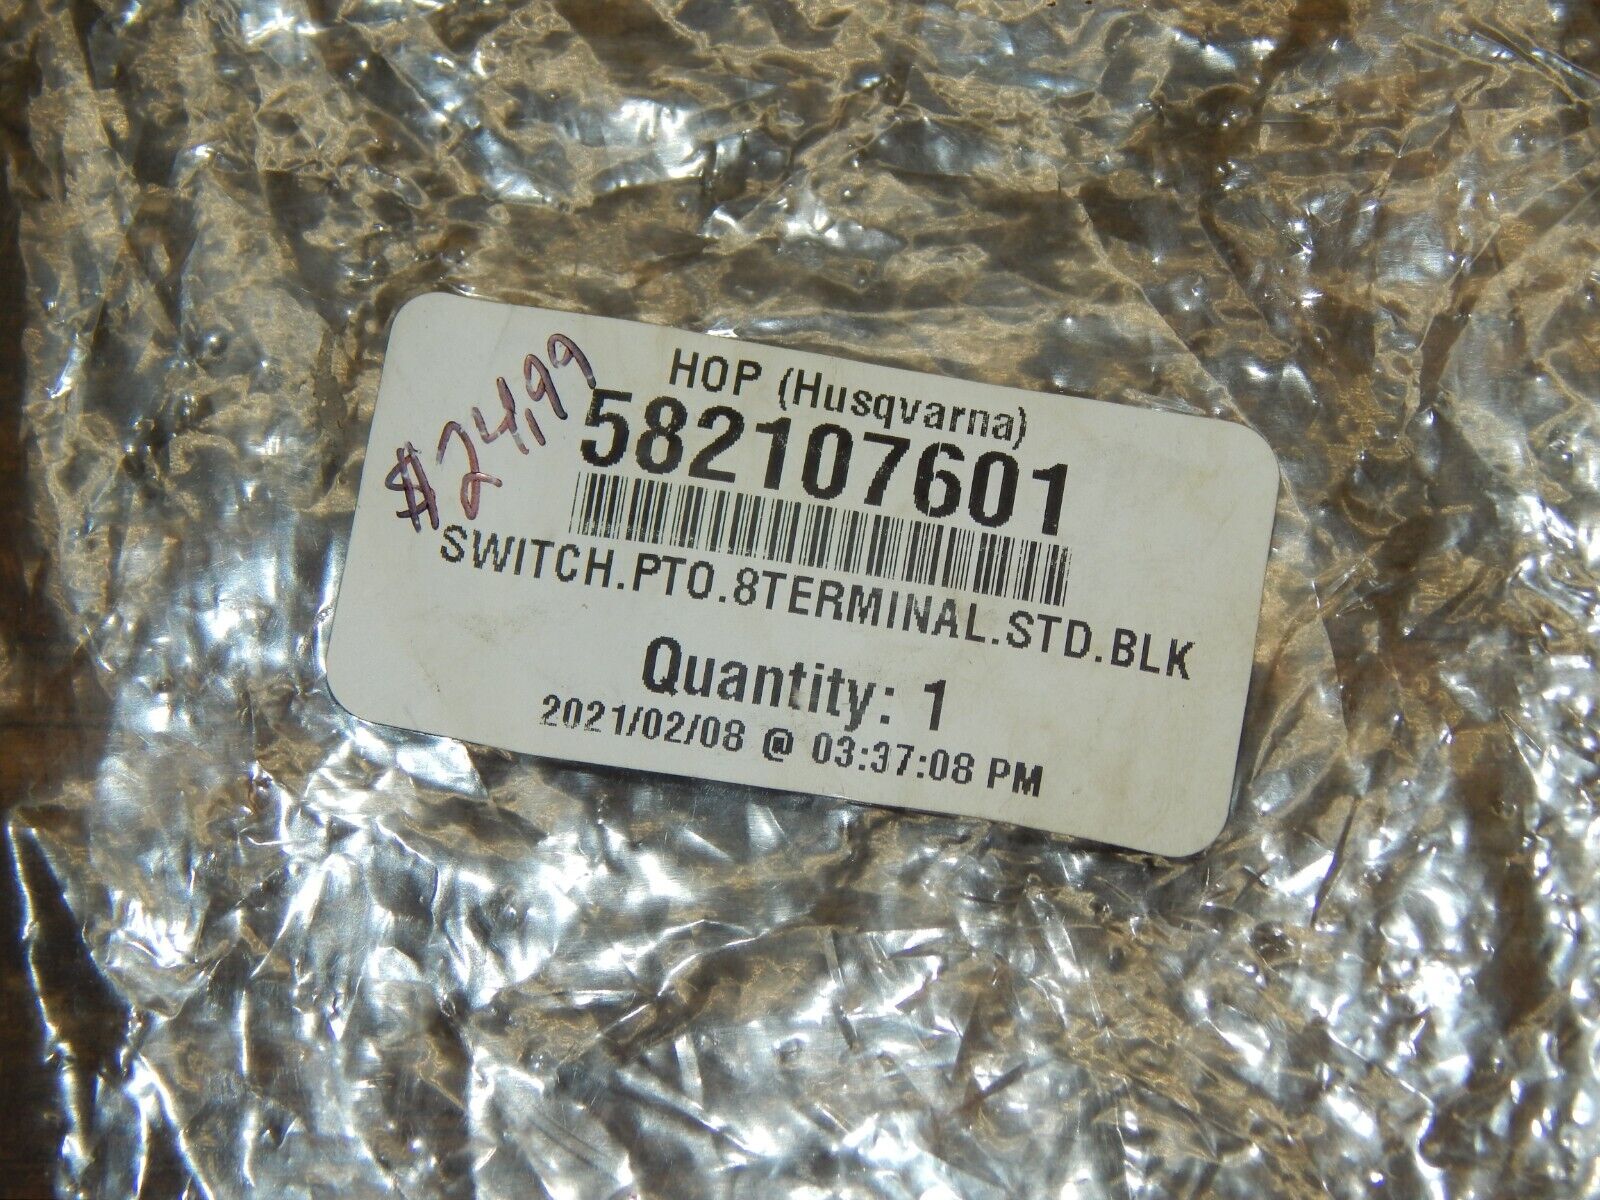 HOP (Husqvarna)
$24.99
582107601
SWITCH.PTO.8TERMINAL.STD.BLK
Quantity: 1
2021/02/08 @ 03:37:08 PM